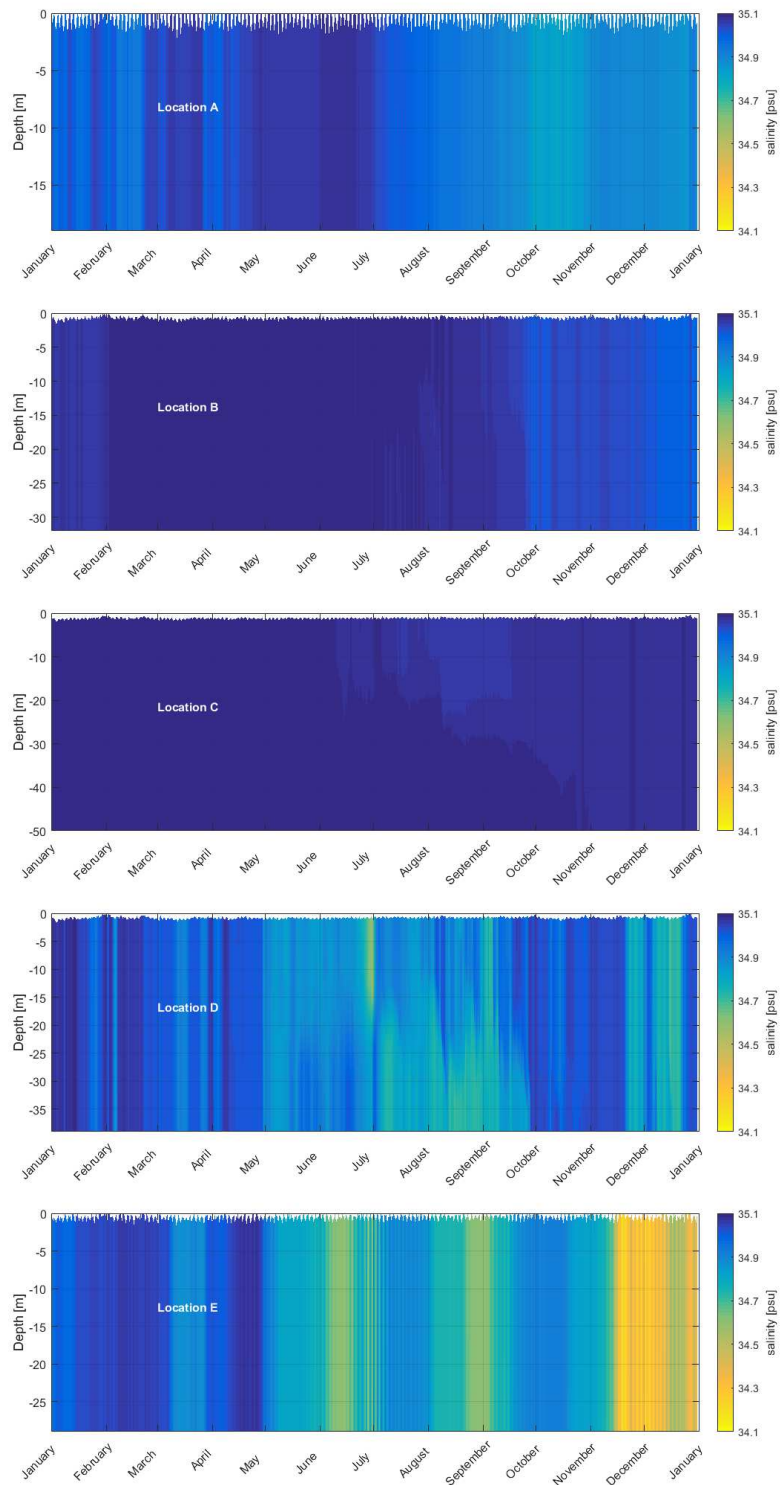 0
-5
-10
-15
Depth [m]
Location A
January
February
March
April
May
June
July
August
September
October
November
December
January
35.1
34.9
34.7
34.5
34.3
34.1
salinity [psu]
0
-5
-10
-15
-20
-25
-30
Depth [m]
Location B
January
February
March
April
May
June
July
August
September
October
November
December
January
35.1
34.9
34.7
34.5
34.3
34.1
salinity [psu]
0
-10
-20
-30
-40
-50
Depth [m]
Location C
January
February
March
April
May
June
July
August
September
October
November
December
January
35.1
34.9
34.7
34.5
34.3
34.1
salinity [psu]
0
-5
-10
-15
-20
-25
-30
-35
Depth [m]
Location D
January
February
March
April
May
June
July
August
September
October
November
December
January
35.1
34.9
34.7
34.5
34.3
34.1
salinity [psu]
0
-5
-10
-15
-20
-25
Depth [m]
Location E
January
February
March
April
May
June
July
August
September
October
November
December
January
35.1
34.9
34.7
34.5
34.3
34.1
salinity [psu]